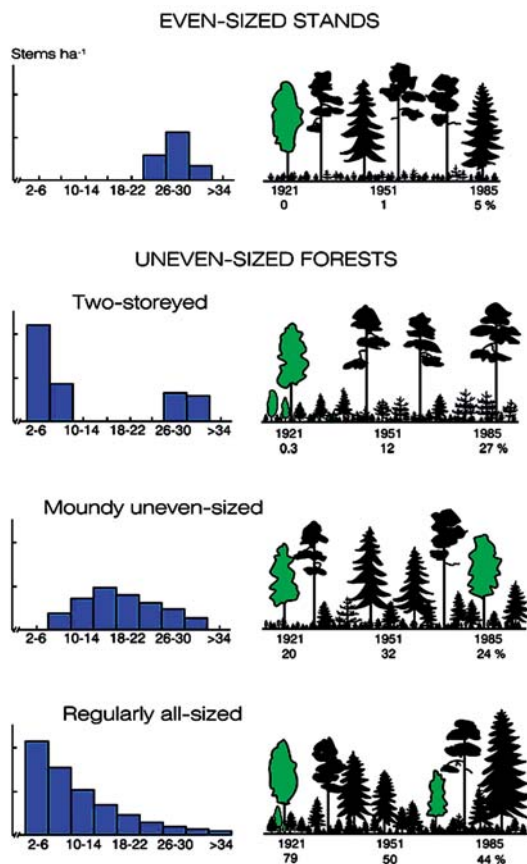 EVEN-SIZED STANDS
Stems ha⁻¹
2-6 10-14 18-22 26-30 >34
1921 1951 1985
0 1 5 %
UNEVEN-SIZED FORESTS
Two-storeyed
2-6 10-14 18-22 26-30 >34
1921 1951 1985
0.3 12 27 %
Moundy uneven-sized
2-6 10-14 18-22 26-30 >34
1921 1951 1985
20 32 24 %
Regularly all-sized
2-6 10-14 18-22 26-30 >34
1921 1951 1985
79 50 44 %